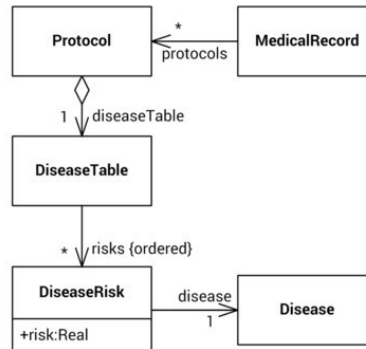 Protocol
*
protocols
MedicalRecord
1
diseaseTable
DiseaseTable
*
risks {ordered}
DiseaseRisk
+risk:Real
disease
1
Disease